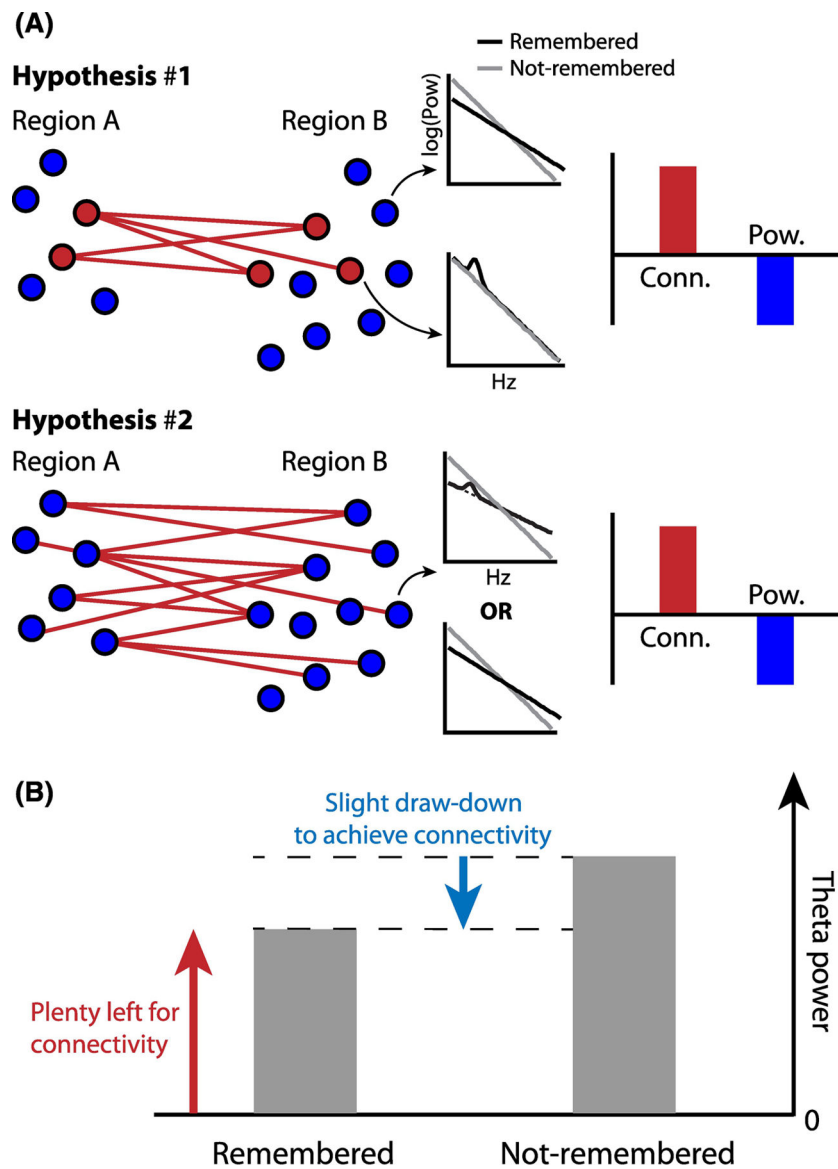 (A)
Remembered
Not-remembered
Hypothesis #1
Region A
Region B
log(Pow)
Hz
Conn.
Pow.
Hypothesis #2
Region A
Region B
Hz
OR
Conn.
Pow.
(B)
Slight draw-down
to achieve connectivity
Plenty left for
connectivity
Theta power
0
Remembered
Not-remembered